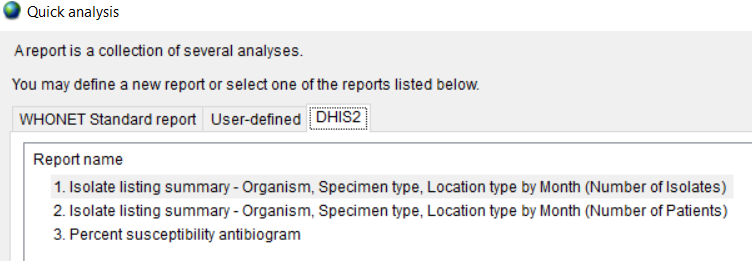 Quick analysis
A report is a collection of several analyses.
You may define a new report or select one of the reports listed below.
WHONET Standard report User-defined DHIS2
Report name
1. Isolate listing summary - Organism, Specimen type, Location type by Month (Number of Isolates)
2. Isolate listing summary - Organism, Specimen type, Location type by Month (Number of Patients)
3. Percent susceptibility antibiogram